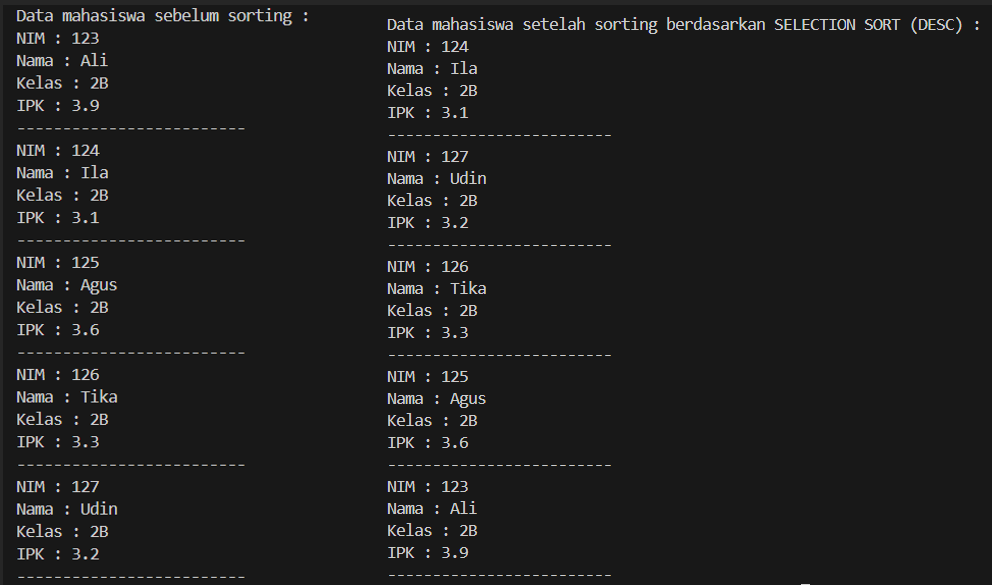 Data mahasiswa sebelum sorting :
NIM : 123
Nama : Ali
Kelas : 2B
IPK : 3.9
-------------------------
NIM : 124
Nama : Ila
Kelas : 2B
IPK : 3.1
-------------------------
NIM : 125
Nama : Agus
Kelas : 2B
IPK : 3.6
-------------------------
NIM : 126
Nama : Tika
Kelas : 2B
IPK : 3.3
-------------------------
NIM : 127
Nama : Udin
Kelas : 2B
IPK : 3.2
-------------------------
Data mahasiswa setelah sorting berdasarkan SELECTION SORT (DESC) :
NIM : 124
Nama : Ila
Kelas : 2B
IPK : 3.1
-------------------------
NIM : 127
Nama : Udin
Kelas : 2B
IPK : 3.2
-------------------------
NIM : 126
Nama : Tika
Kelas : 2B
IPK : 3.3
-------------------------
NIM : 125
Nama : Agus
Kelas : 2B
IPK : 3.6
-------------------------
NIM : 123
Nama : Ali
Kelas : 2B
IPK : 3.9
-------------------------